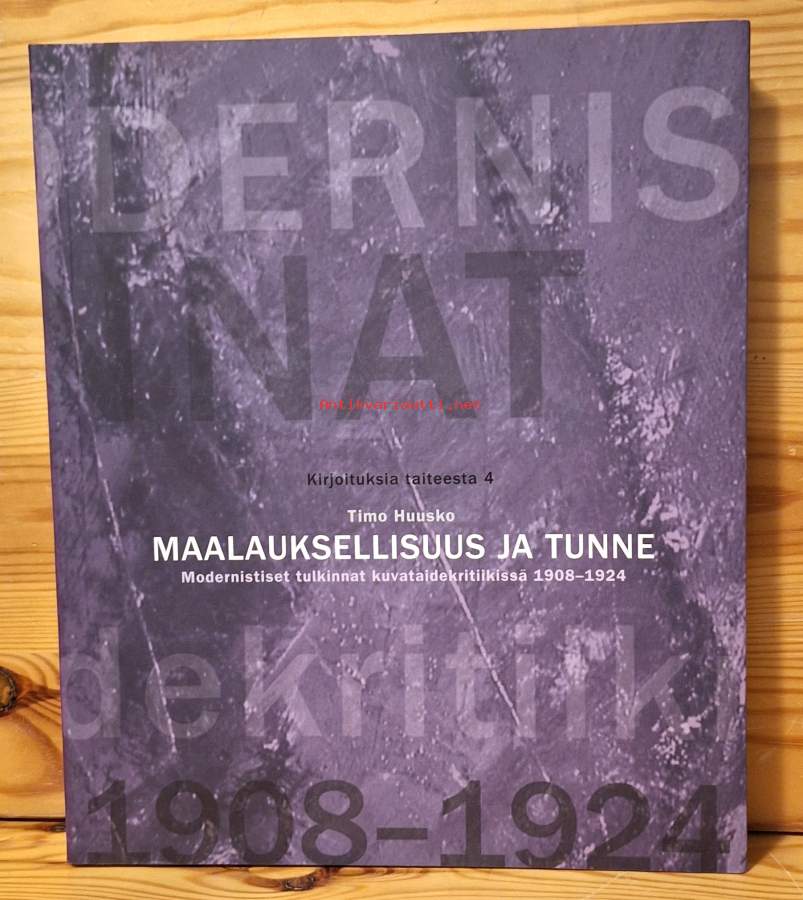 ODERNIS
INAT
Antikvariaatti.net
Kirjoituksia taiteesta 4
Timo Huusko
MAALAUKSELLISUUS JA TUNNE
Modernistiset tulkinnat kuvataidekritiikissä 1908–1924
dekritiik
1908–1924